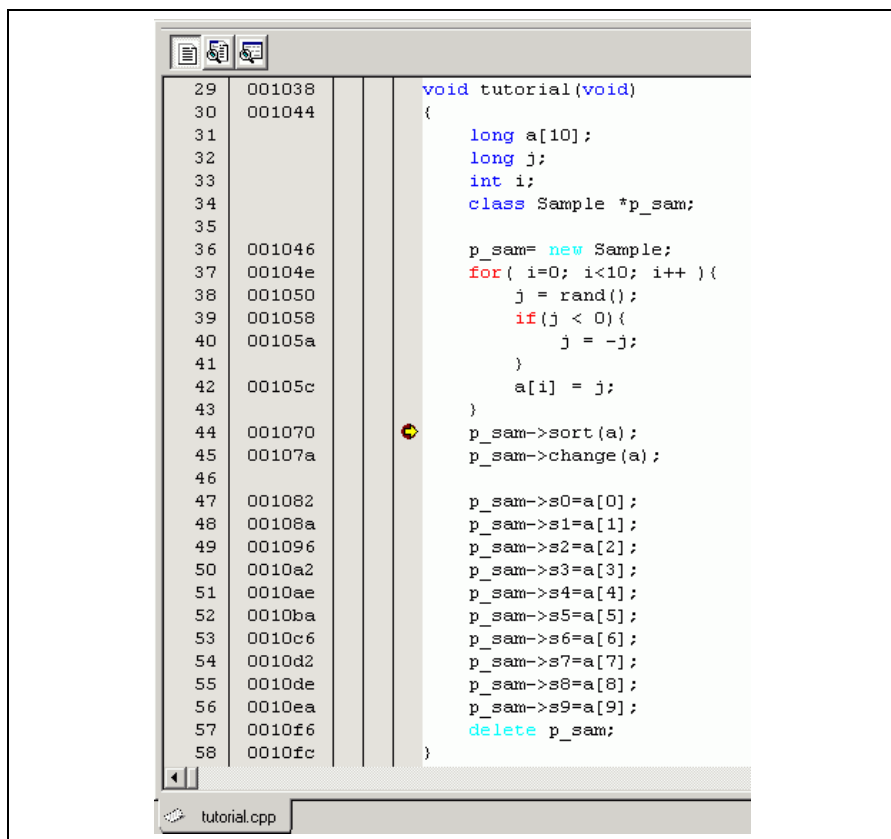 29 001038 void tutorial(void)
30 001044 {
31 long a[10];
32 long j;
33 int i;
34 class Sample *p_sam;
35
36 001046 p_sam= new Sample;
37 00104e for( i=0; i<10; i++ ){
38 001050 j = rand();
39 001058 if(j < 0){
40 00105a j = -j;
41 }
42 00105c a[i] = j;
43 }
44 001070 p_sam->sort(a);
45 00107a p_sam->change(a);
46
47 001082 p_sam->s0=a[0];
48 00108a p_sam->s1=a[1];
49 001096 p_sam->s2=a[2];
50 0010a2 p_sam->s3=a[3];
51 0010ae p_sam->s4=a[4];
52 0010ba p_sam->s5=a[5];
53 0010c6 p_sam->s6=a[6];
54 0010d2 p_sam->s7=a[7];
55 0010de p_sam->s8=a[8];
56 0010ea p_sam->s9=a[9];
57 0010f6 delete p_sam;
58 0010fc }
tutorial.cpp